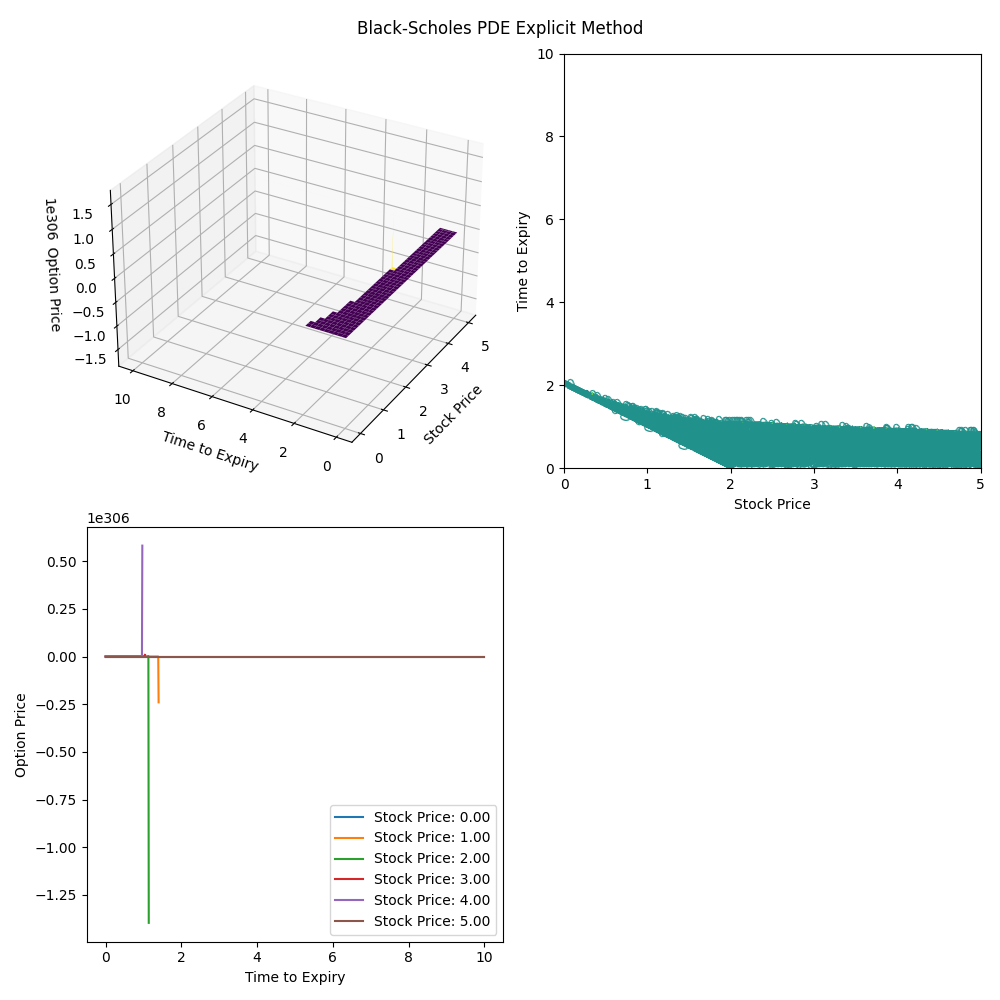 Black-Scholes PDE Explicit Method
1e306 Option Price
1.5
1.0
0.5
0.0
−0.5
−1.0
−1.5
10
8
6
4
2
0
Time to Expiry
0
1
2
3
4
5
Stock Price
10
8
6
4
2
0
Time to Expiry
0 1 2 3 4 5
Stock Price
1e306
0.50
0.25
0.00
−0.25
−0.50
−0.75
−1.00
−1.25
Option Price
Stock Price: 0.00
Stock Price: 1.00
Stock Price: 2.00
Stock Price: 3.00
Stock Price: 4.00
Stock Price: 5.00
0 2 4 6 8 10
Time to Expiry